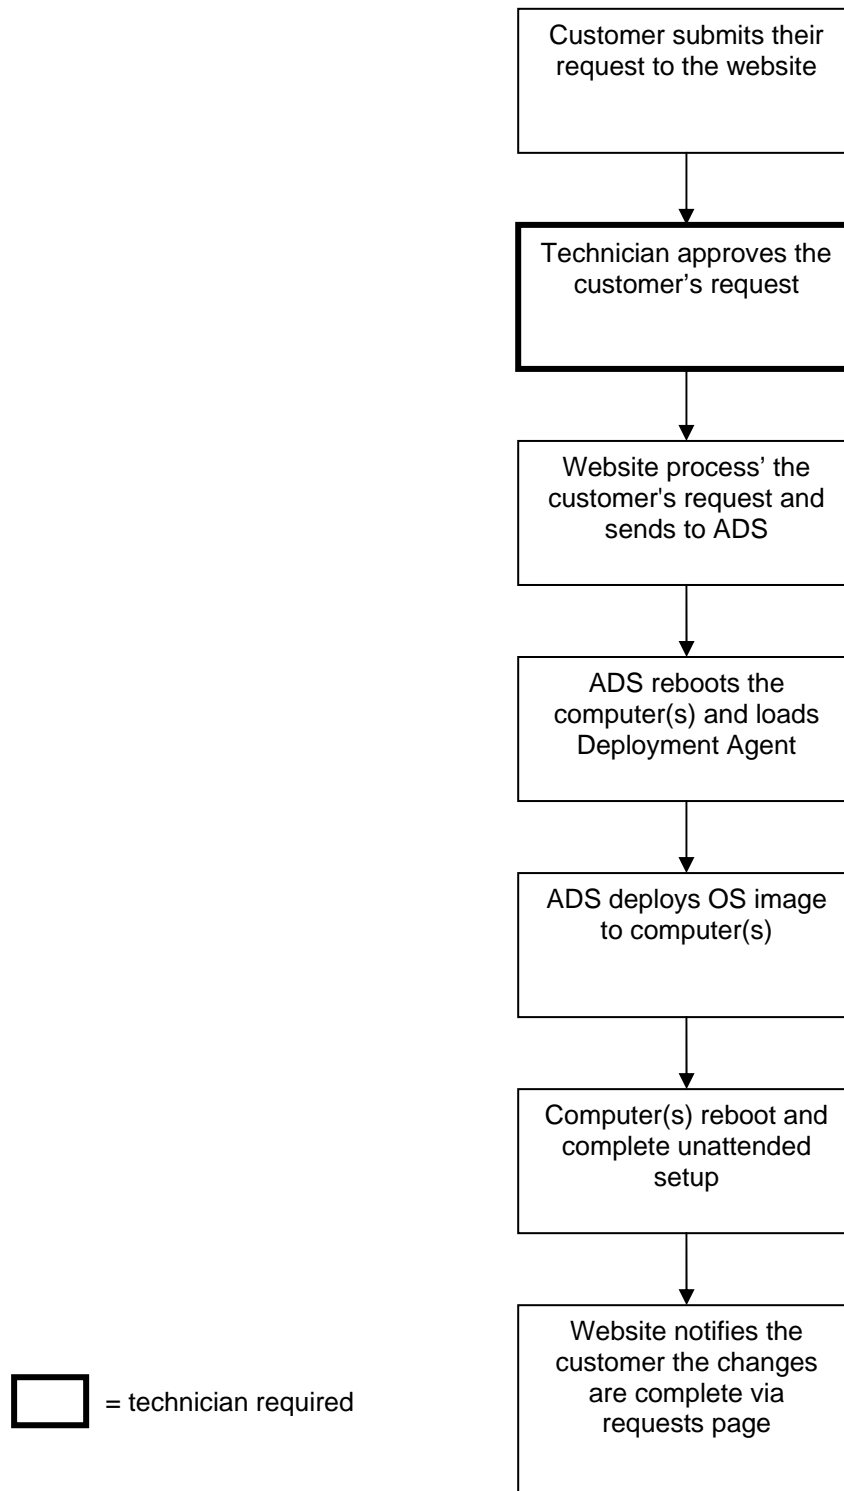 Customer submits their
request to the website
Technician approves the
customer’s request
Website process’ the
customer's request and
sends to ADS
ADS reboots the
computer(s) and loads
Deployment Agent
ADS deploys OS image
to computer(s)
Computer(s) reboot and
complete unattended
setup
Website notifies the
customer the changes
are complete via
requests page
= technician required